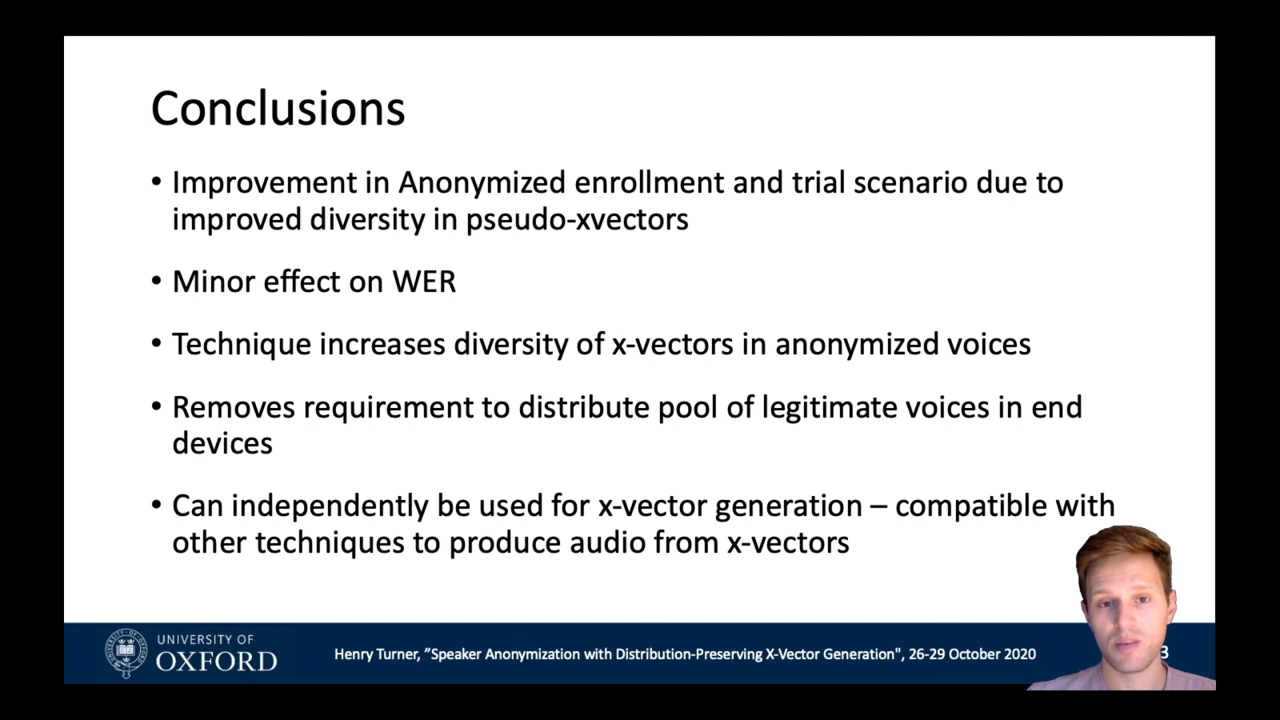 Conclusions
• Improvement in Anonymized enrollment and trial scenario due to
improved diversity in pseudo-xvectors
• Minor effect on WER
• Technique increases diversity of x-vectors in anonymized voices
• Removes requirement to distribute pool of legitimate voices in end
devices
• Can independently be used for x-vector generation – compatible with
other techniques to produce audio from x-vectors
UNIVERSITY OF
OXFORD
Henry Turner, ”Speaker Anonymization with Distribution-Preserving X-Vector Generation", 26-29 October 2020
3